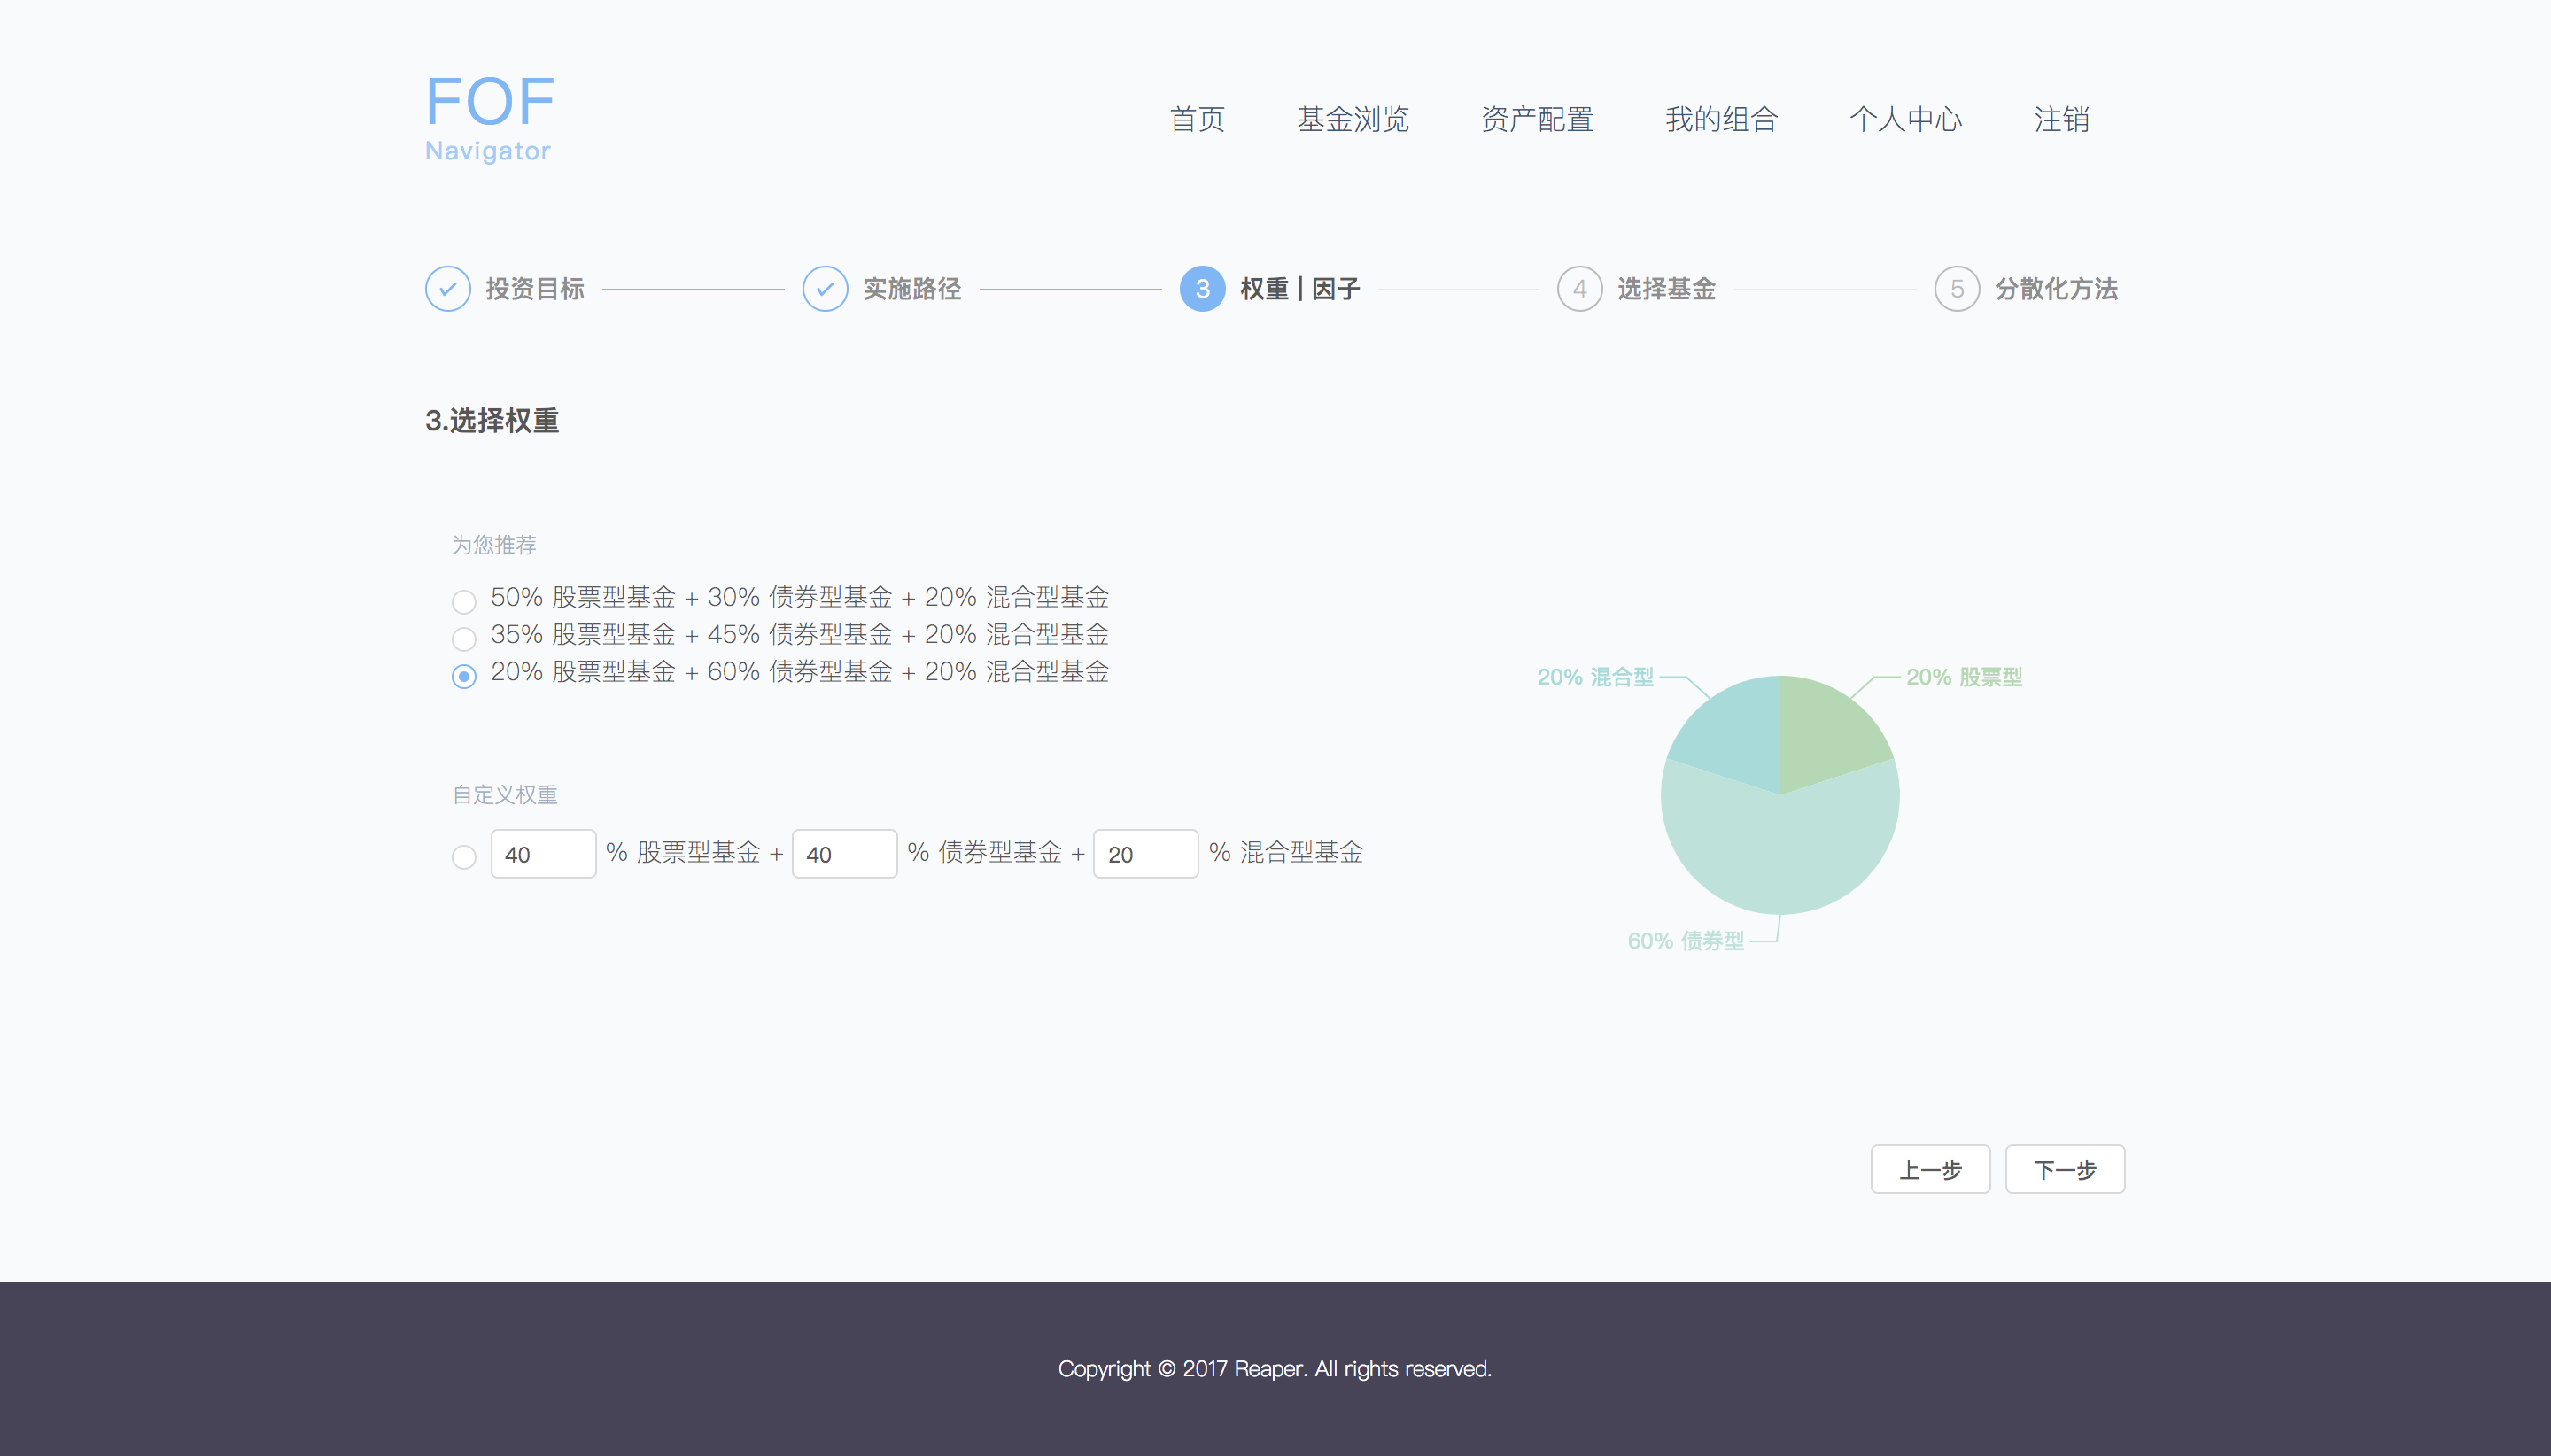 FOF
Navigator
首页 基金浏览 资产配置 我的组合 个人中心 注销
投资目标 实施路径 3 权重 | 因子 4 选择基金 5 分散化方法
3.选择权重
为您推荐
50% 股票型基金 + 30% 债券型基金 + 20% 混合型基金
35% 股票型基金 + 45% 债券型基金 + 20% 混合型基金
20% 股票型基金 + 60% 债券型基金 + 20% 混合型基金
自定义权重
40 % 股票型基金 + 40 % 债券型基金 + 20 % 混合型基金
20% 混合型 20% 股票型
60% 债券型
上一步 下一步
Copyright © 2017 Reaper. All rights reserved.